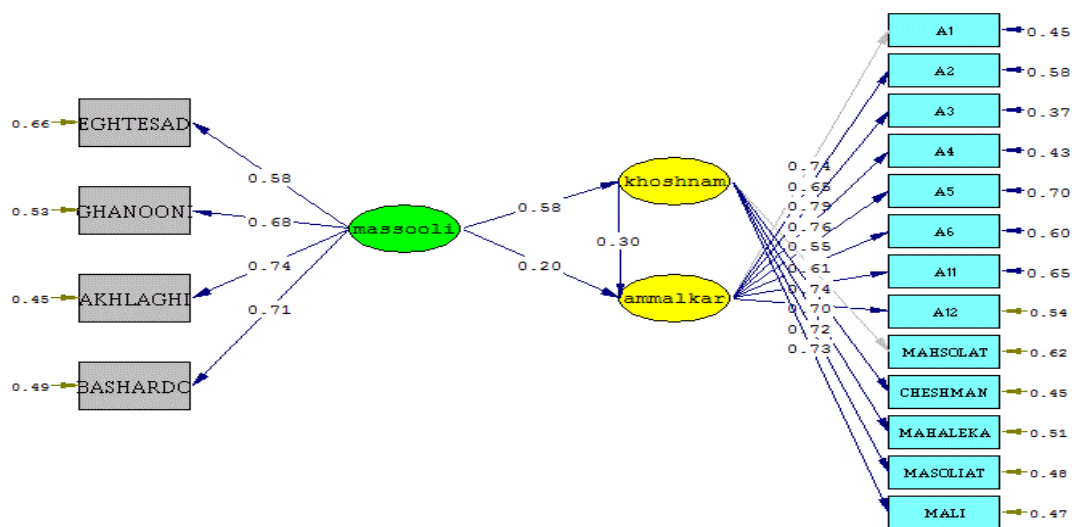 0.66 EGHTESAD
0.53 GHANOONI
0.45 AKHLAGHI
0.49 BASHARDO
0.58
0.68
0.74
0.71
massooli
0.58
0.20
khoshnam
0.30
ammalkar
0.74
0.65
0.79
0.76
0.55
0.61
0.74
0.70
0.72
0.73
A1 0.45
A2 0.58
A3 0.37
A4 0.43
A5 0.70
A6 0.60
A11 0.65
A12 0.54
MAHSOLAT 0.62
CHESHMAN 0.45
MAHALEKA 0.51
MASOLIAT 0.48
MALI 0.47